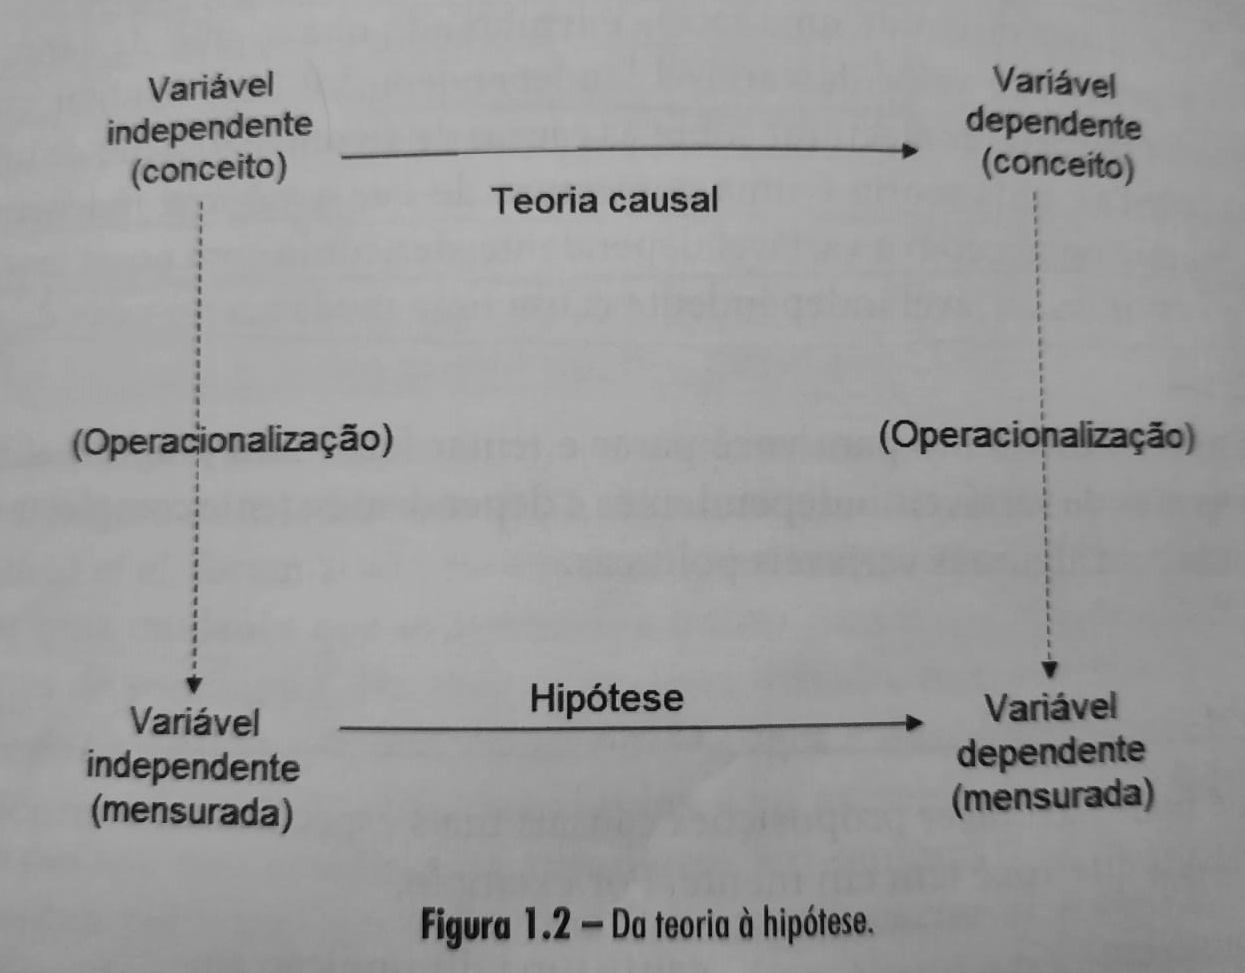 Variável
independente
(conceito)
Variável
dependente
(conceito)
Teoria causal
(Operacionalização)
(Operacionalização)
Hipótese
Variável
independente
(mensurada)
Variável
dependente
(mensurada)
Figura 1.2 – Da teoria à hipótese.